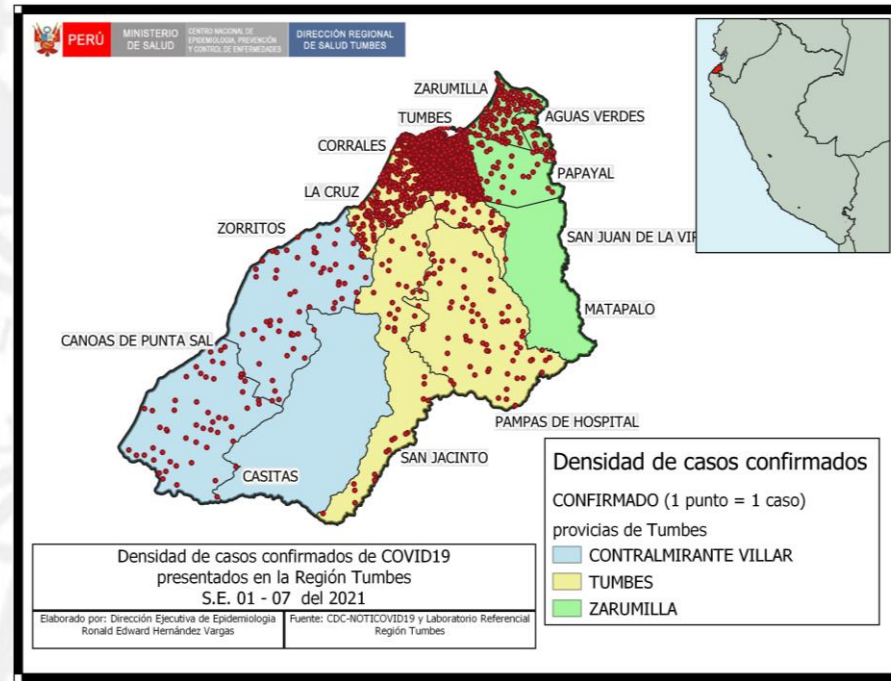 PERÚ
MINISTERIO
DE SALUD
CENTRO NACIONAL DE
EPIDEMIOLOGIA, PREVENCIÓN
Y CONTROL DE ENFERMEDADES
DIRECCIÓN REGIONAL
DE SALUD TUMBES
ZARUMILLA
TUMBES
AGUAS VERDES
CORRALES
PAPAYAL
LA CRUZ
ZORRITOS
SAN JUAN DE LA VIR
MATAPALO
CANOAS DE PUNTA SAL
PAMPAS DE HOSPITAL
SAN JACINTO
CASITAS
Densidad de casos confirmados
CONFIRMADO (1 punto = 1 caso)
provicias de Tumbes
CONTRALMIRANTE VILLAR
TUMBES
ZARUMILLA
Densidad de casos confirmados de COVID19
presentados en la Región Tumbes
S.E. 01 - 07 del 2021
Elaborado por: Dirección Ejecutiva de Epidemiologia
Ronald Edward Hernández Vargas
Fuente: CDC-NOTICOVID19 y Laboratorio Referencial
Región Tumbes